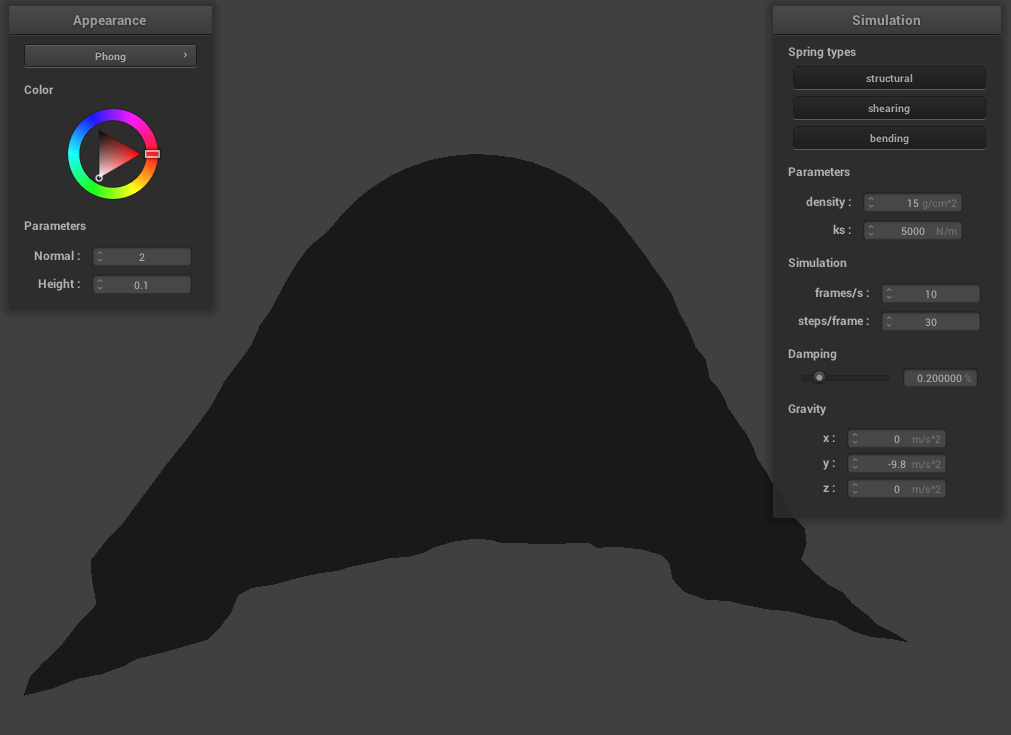 Appearance
Phong ›
Color
Parameters
Normal : 2
Height : 0.1
Simulation
Spring types
structural
shearing
bending
Parameters
density : 15 g/cm^2
ks : 5000 N/m
Simulation
frames/s : 10
steps/frame : 30
Damping
0.200000 %
Gravity
x : 0 m/s^2
y : -9.8 m/s^2
z : 0 m/s^2